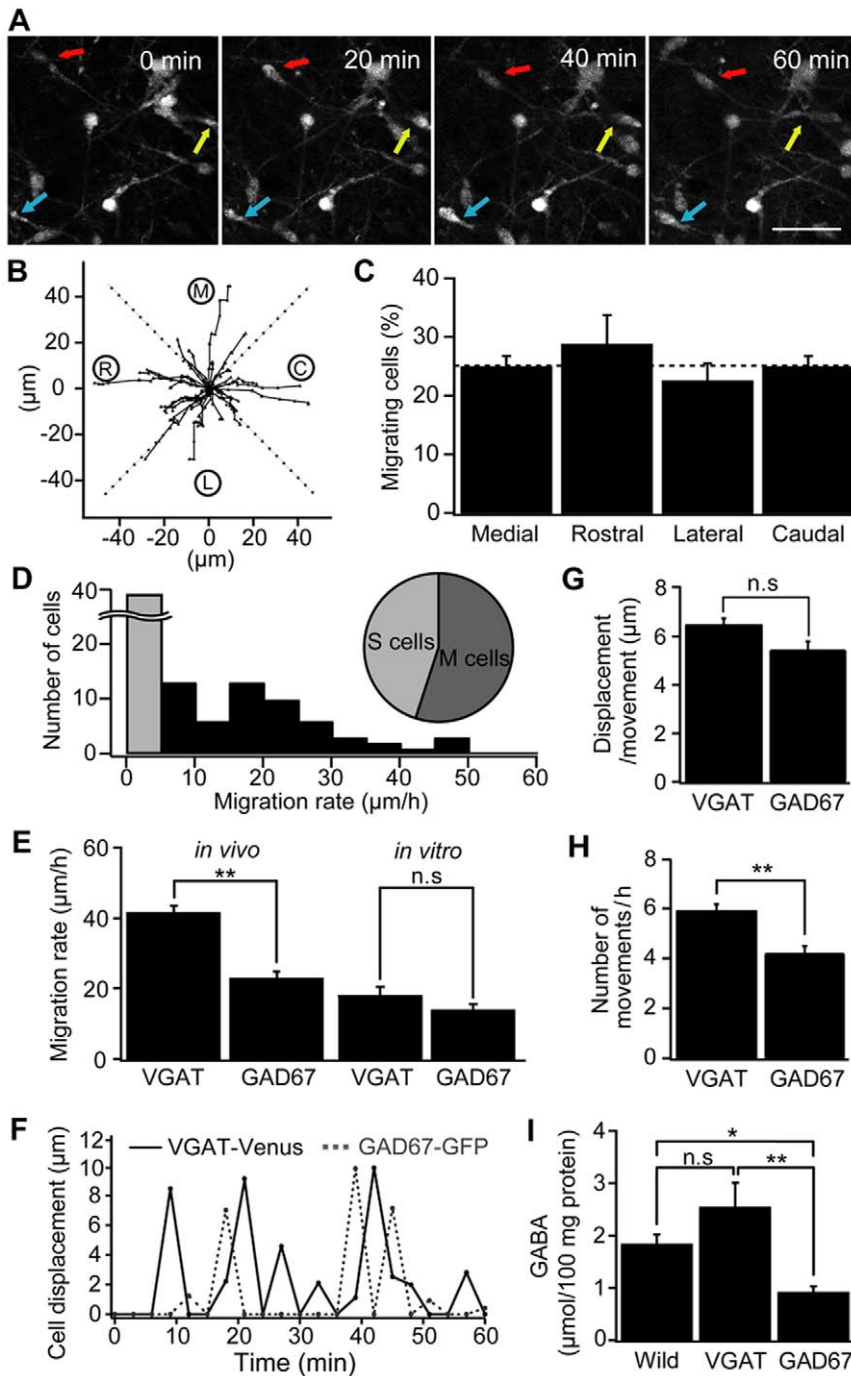 A
0 min
20 min
40 min
60 min
B
M
R
C
L
40
20
0
-20
-40
(µm)
-40 -20 0 20 40
(µm)
C
Migrating cells (%)
40
30
20
10
0
Medial Rostral Lateral Caudal
D
Number of cells
40
20
10
0
S cells
M cells
0 10 20 30 40 50 60
Migration rate (µm/h)
G
Displacement
/movement (µm)
8
6
4
2
0
n.s
VGAT GAD67
E
Migration rate (µm/h)
60
40
20
0
in vivo
**
in vitro
n.s
VGAT GAD67 VGAT GAD67
H
Number of
movements/h
8
6
4
2
0
**
VGAT GAD67
F
Cell displacement (µm)
12
10
8
6
4
2
0
VGAT-Venus
GAD67-GFP
0 10 20 30 40 50 60
Time (min)
I
GABA
(µmol/100 mg protein)
4
3
2
1
0
*
n.s
**
Wild VGAT GAD67